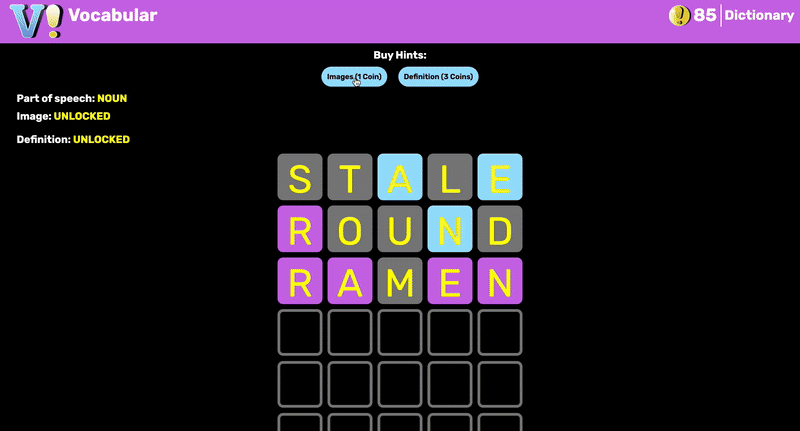 V! Vocabular
! 85 Dictionary
Buy Hints:
Images (1 Coin) Definition (3 Coins)
Part of speech: NOUN
Image: UNLOCKED
Definition: UNLOCKED
S T A L E
R O U N D
R A M E N